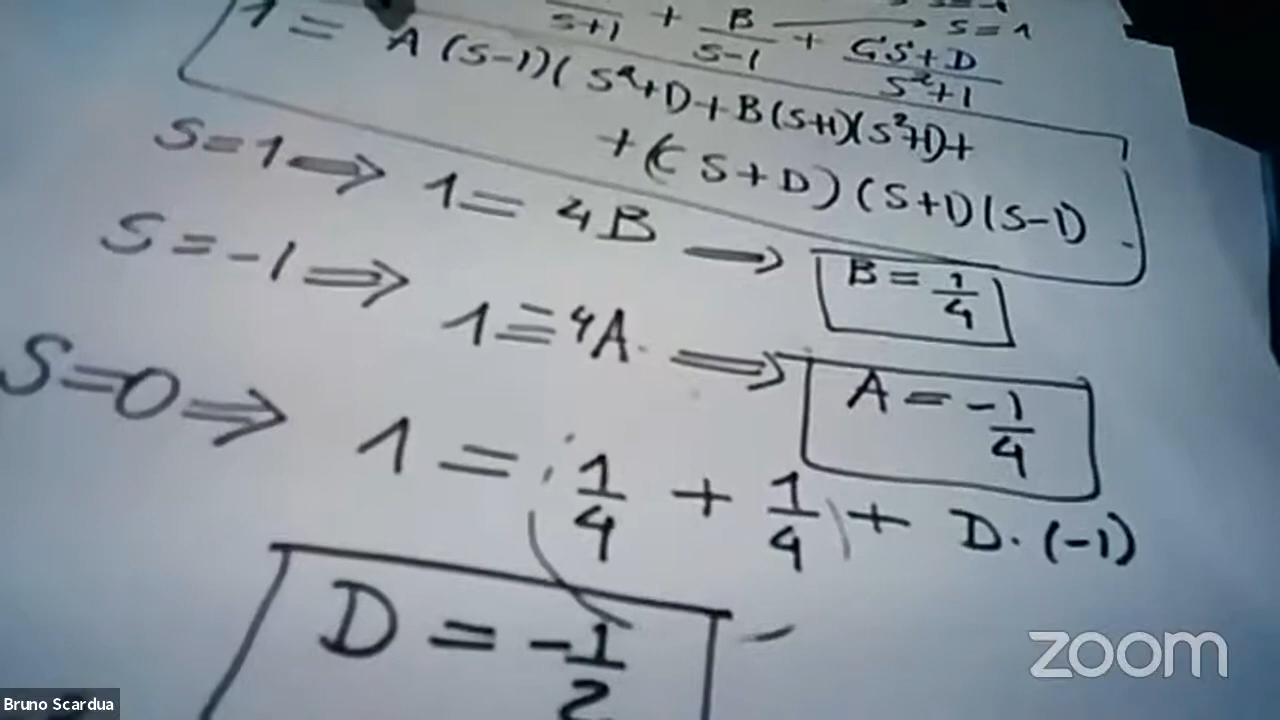 s = 1
s+1 + B/s-1 + CS+D/s²+1
1 = A(s-1)(s²+1)+B(s+1)(s²+1)+
+(CS+D)(s+1)(s-1)
S=1 ⇒ 1 = 4B → B = 1/4
S=-1 ⇒ 1 = 4A ⇒ A = -1/4
S=0 ⇒ 1 = (1/4 + 1/4) + D.(-1)
D = -1/2
zoom
Bruno Scardua